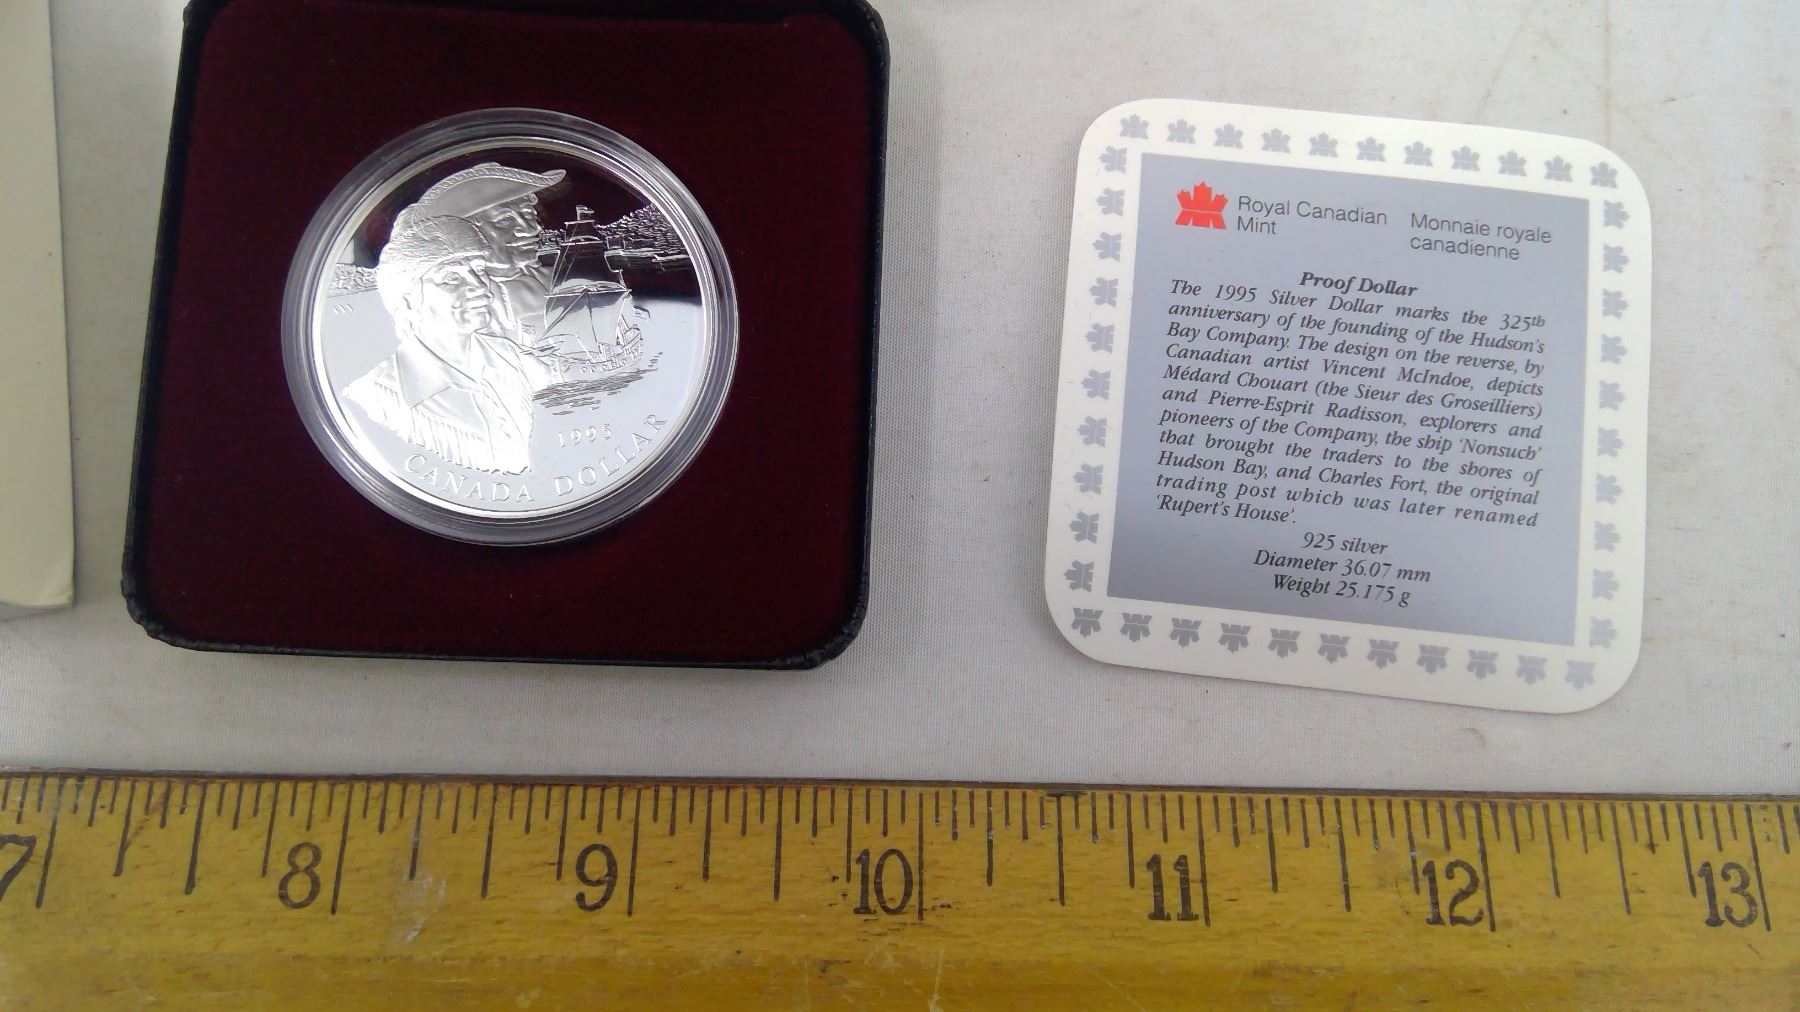 1995
CANADA DOLLAR
Royal Canadian
Mint
Monnaie royale
canadienne
Proof Dollar
The 1995 Silver Dollar marks the 325th
anniversary of the founding of the Hudson's
Bay Company. The design on the reverse, by
Canadian artist Vincent McIndoe, depicts
Médard Chouart (the Sieur des Groseilliers)
and Pierre-Esprit Radisson, explorers and
pioneers of the Company, the ship 'Nonsuch'
that brought the traders to the shores of
Hudson Bay, and Charles Fort, the original
trading post which was later renamed
'Rupert's House'.
925 silver
Diameter 36.07 mm
Weight 25.175 g
7 8 9 10 11 12 13